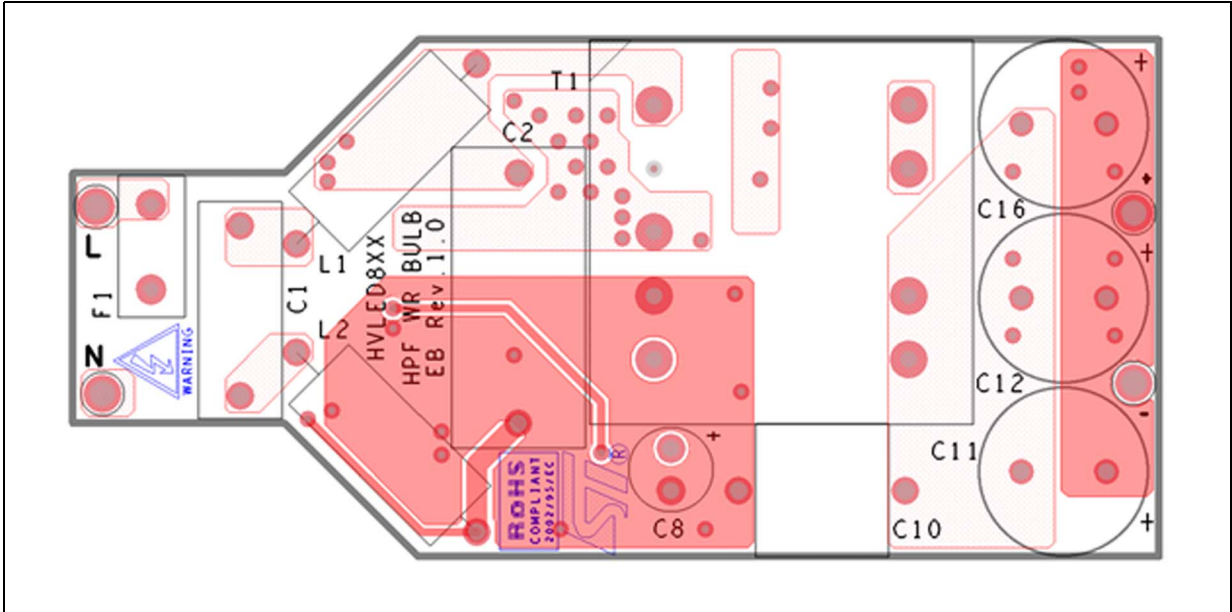 T1
C2
+
C16
+
L
F1
L1
C1
HVLED8XX
HPF WR BULB
EB Rev.1.0
L2
+
N
WARNING
C12
-
C11
+
RoHS
COMPLIANT
2002/95/EC
ST
®
+
C8
C10
+